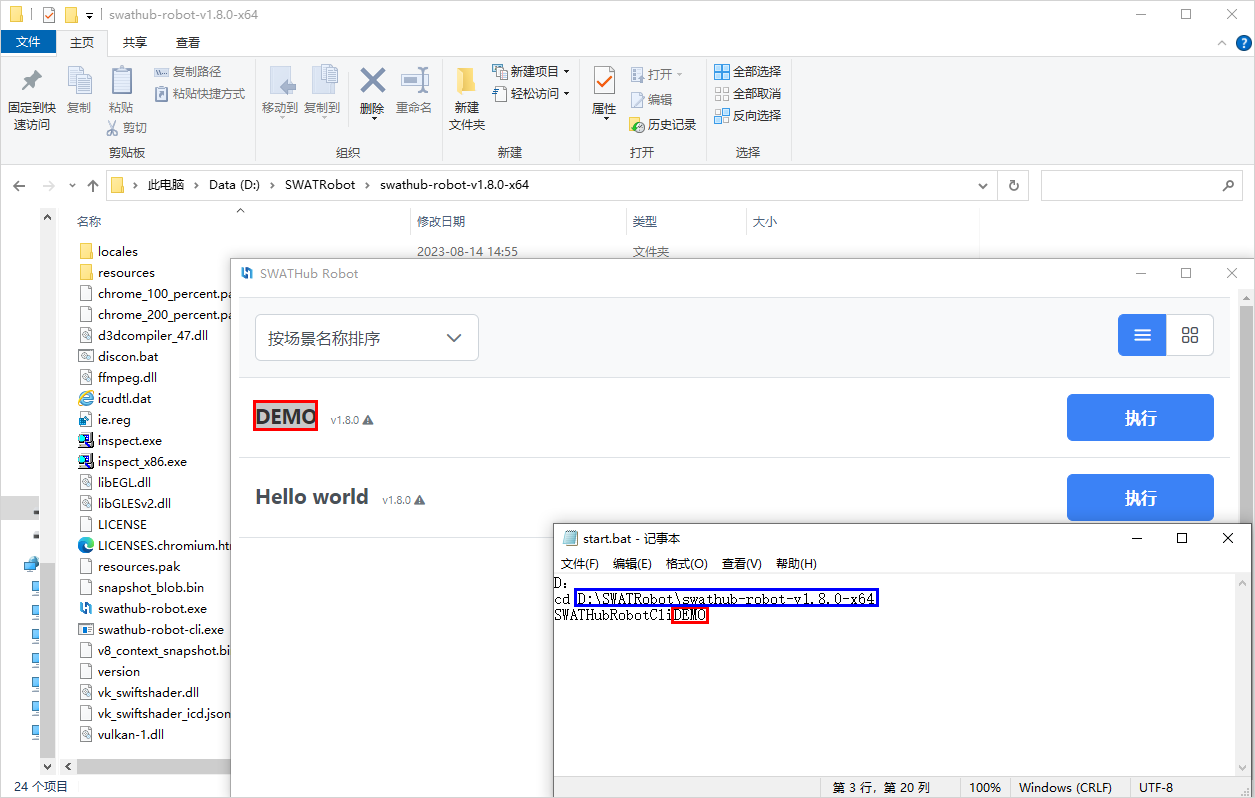 swathub-robot-v1.8.0-x64
文件 主页 共享 查看
固定到快速访问
复制
粘贴
复制路径
粘贴快捷方式
剪切
剪贴板
移动到 复制到 删除 重命名
组织
新建文件夹
新建项目
轻松访问
新建
属性
打开
编辑
历史记录
打开
全部选择
全部取消
反向选择
选择
此电脑 > Data (D:) > SWATRobot > swathub-robot-v1.8.0-x64
名称 修改日期 类型 大小
locales 2023-08-14 14:55 文件夹
resources
chrome_100_percent.pa
chrome_200_percent.pa
d3dcompiler_47.dll
discon.bat
ffmpeg.dll
icudtl.dat
ie.reg
inspect.exe
inspect_x86.exe
libEGL.dll
libGLESv2.dll
LICENSE
LICENSES.chromium.htm
resources.pak
snapshot_blob.bin
swathub-robot.exe
swathub-robot-cli.exe
v8_context_snapshot.bi
version
vk_swiftshader.dll
vk_swiftshader_icd.json
vulkan-1.dll
24 个项目
SWATHub Robot
按场景名称排序
DEMO v1.8.0 执行
Hello world v1.8.0 执行
start.bat - 记事本
文件(F) 编辑(E) 格式(O) 查看(V) 帮助(H)
D:
cd D:\SWATRobot\swathub-robot-v1.8.0-x64
SWATHubRobotCli DEMO
第 3 行，第 20 列 100% Windows (CRLF) UTF-8